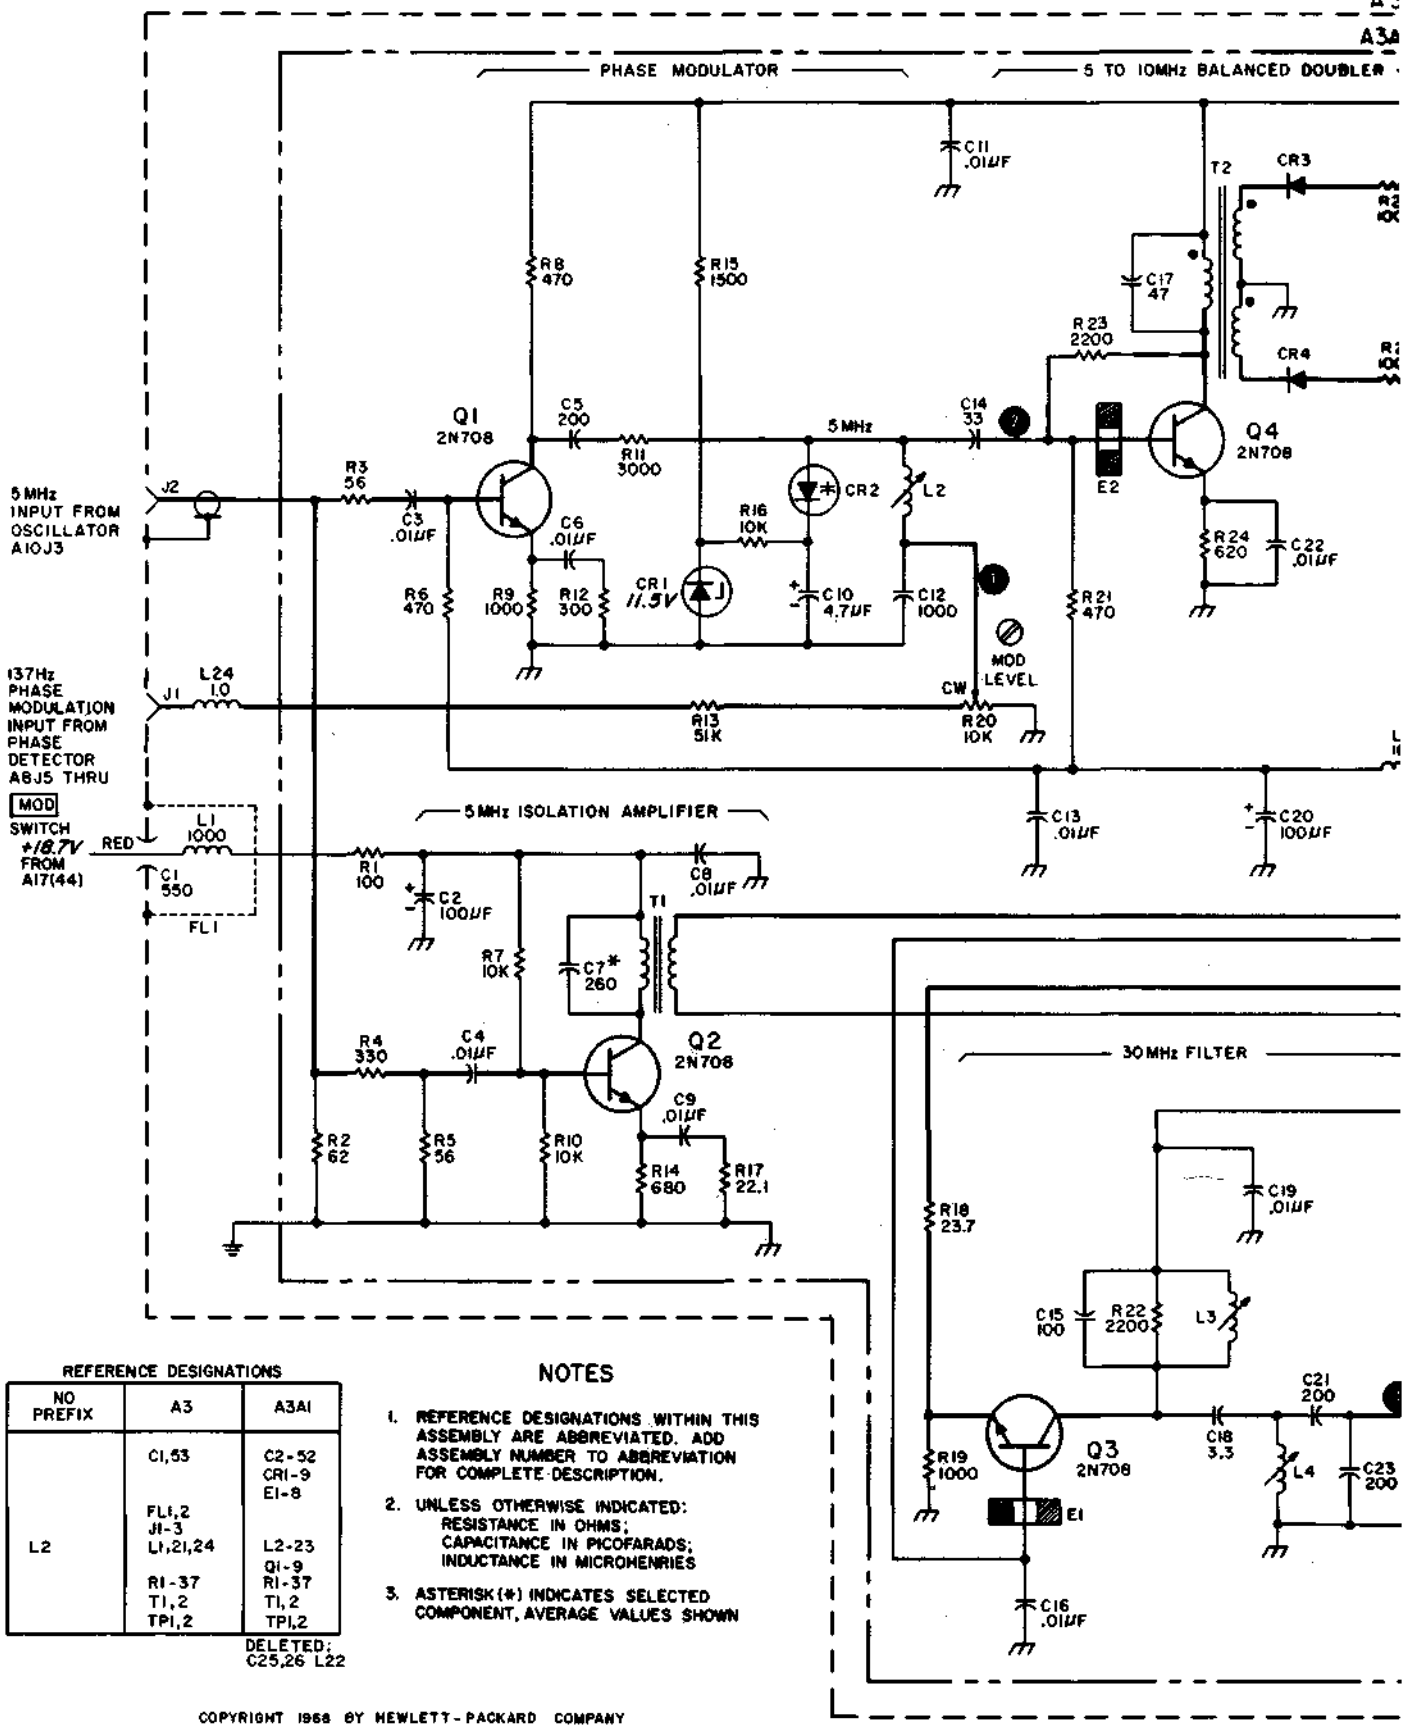 A3A
PHASE MODULATOR
5 TO 10MHz BALANCED DOUBLER
C11
.01µF
T2
CR3
R8
470
R15
1500
C17
47
R23
2200
CR4
Q1
2N708
C5
200
R11
3000
5MHz
C14
33
2
Q4
2N708
E2
5MHz
INPUT FROM
OSCILLATOR
A10J3
J2
R3
56
C3
.01µF
C6
.01µF
R16
10K
* CR2
L2
R24
620
C22
.01µF
R6
470
R9
1000
R12
300
CR1
11.5V
+
-
C10
4.7µF
C12
1000
1
R21
470
MOD
LEVEL
137Hz
PHASE
MODULATION
INPUT FROM
PHASE
DETECTOR
A8J5 THRU
MOD
SWITCH
+18.7V
FROM
A17(44)
J1
L24
1.0
R13
51K
CW
R20
10K
C13
.01µF
+
-
C20
100µF
5MHz ISOLATION AMPLIFIER
RED
L1
1000
C1
550
FL1
R1
100
+
-
C2
100µF
C8
.01µF
T1
R7
10K
C7*
260
Q2
2N708
R4
330
C4
.01µF
C9
.01µF
R2
62
R5
56
R10
10K
R14
680
R17
22.1
30MHz FILTER
R18
23.7
C19
.01µF
C15
100
R22
2200
L3
C21
200
Q3
2N708
C18
3.3
L4
C23
200
R19
1000
E1
C16
.01µF
REFERENCE DESIGNATIONS
NO PREFIX A3 A3A1
C1,53 C2-52
CR1-9
E1-8
FL1,2
J1-3
L2 L1,21,24 L2-23
Q1-9
R1-37 R1-37
T1,2 T1,2
TP1,2 TP1,2
DELETED:
C25,26 L22
NOTES
1. REFERENCE DESIGNATIONS WITHIN THIS
ASSEMBLY ARE ABBREVIATED. ADD
ASSEMBLY NUMBER TO ABBREVIATION
FOR COMPLETE DESCRIPTION.
2. UNLESS OTHERWISE INDICATED:
RESISTANCE IN OHMS;
CAPACITANCE IN PICOFARADS;
INDUCTANCE IN MICROHENRIES
3. ASTERISK (*) INDICATES SELECTED
COMPONENT, AVERAGE VALUES SHOWN
COPYRIGHT 1968 BY HEWLETT-PACKARD COMPANY